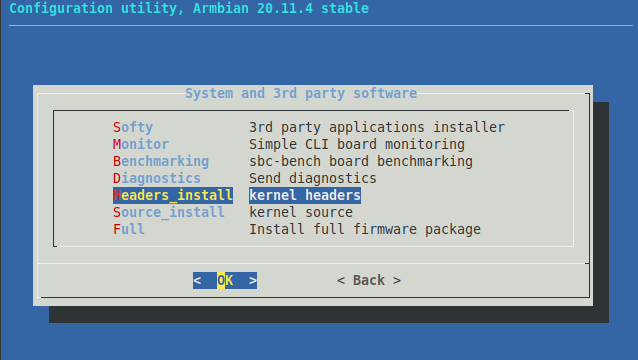 Configuration utility, Armbian 20.11.4 stable
System and 3rd party software
Softy 3rd party applications installer
Monitor Simple CLI board monitoring
Benchmarking sbc-bench board benchmarking
Diagnostics Send diagnostics
Headers_install kernel headers
Source_install kernel source
Full Install full firmware package
< OK > < Back >